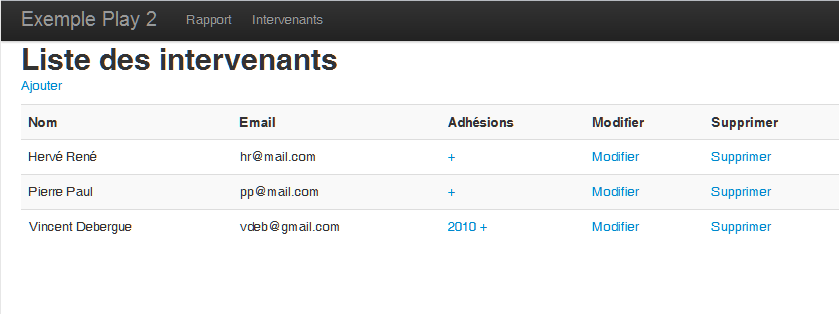 Exemple Play 2 Rapport Intervenants
Liste des intervenants
Ajouter
Nom Email Adhésions Modifier Supprimer
Hervé René hr@mail.com + Modifier Supprimer
Pierre Paul pp@mail.com + Modifier Supprimer
Vincent Debergue vdeb@gmail.com 2010 + Modifier Supprimer